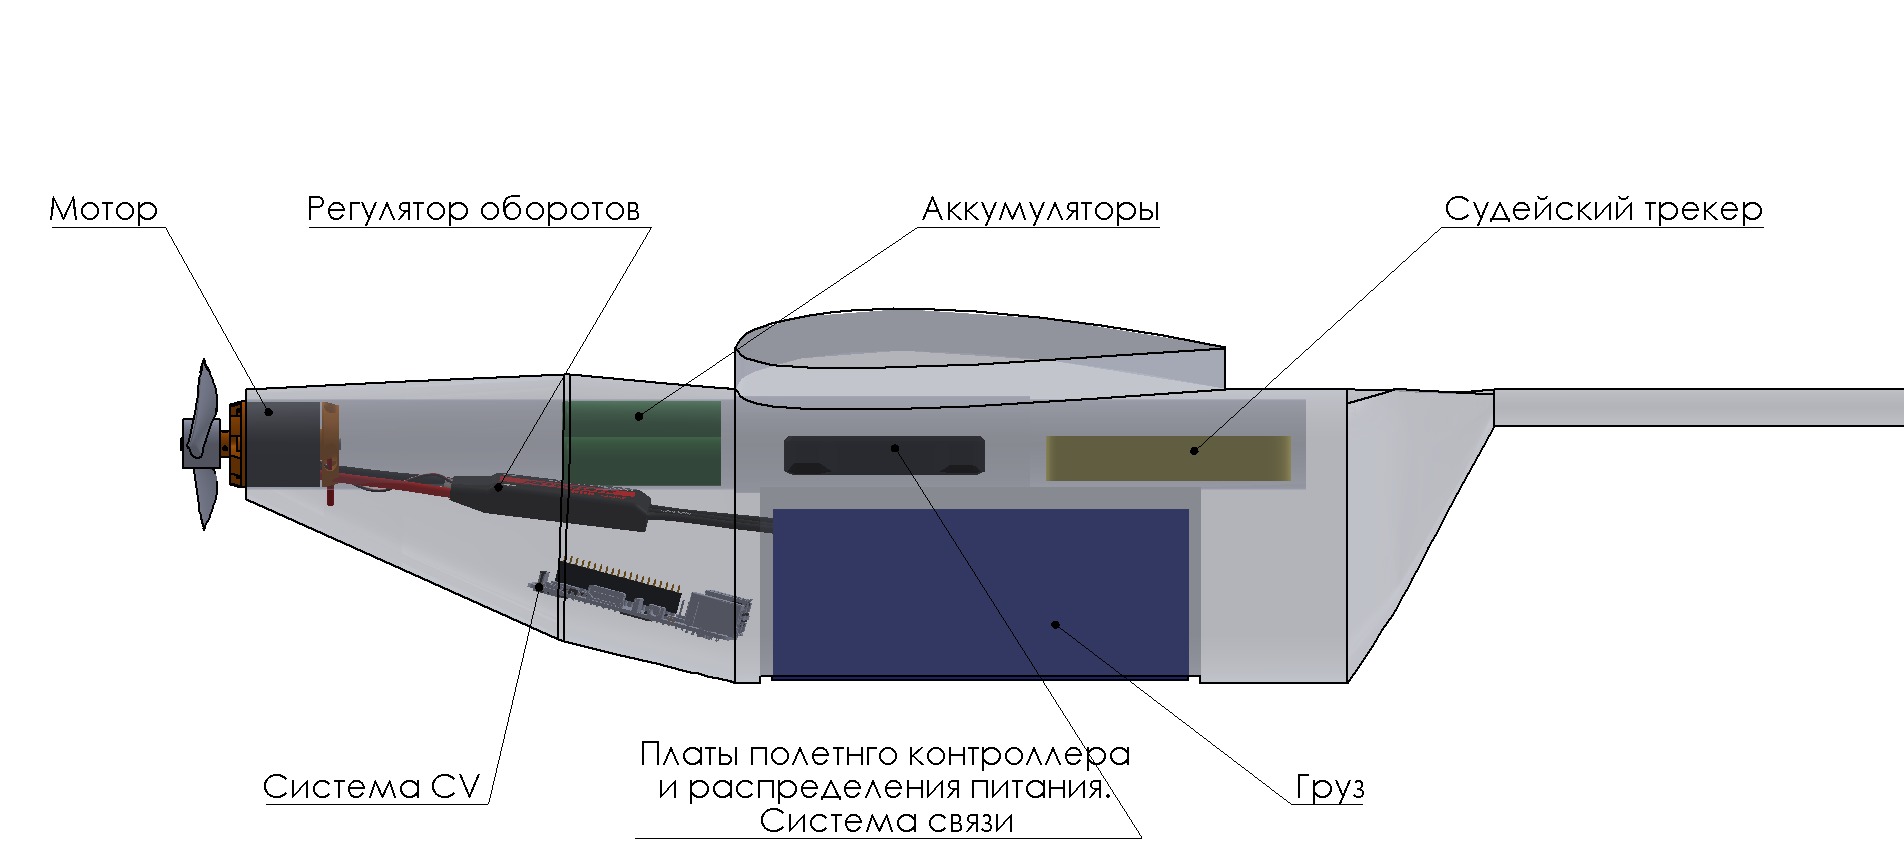 Мотор
Регулятор оборотов
Аккумуляторы
Судейский трекер
Система CV
Платы полетнго контроллера
и распределения питания.
Система связи
Груз